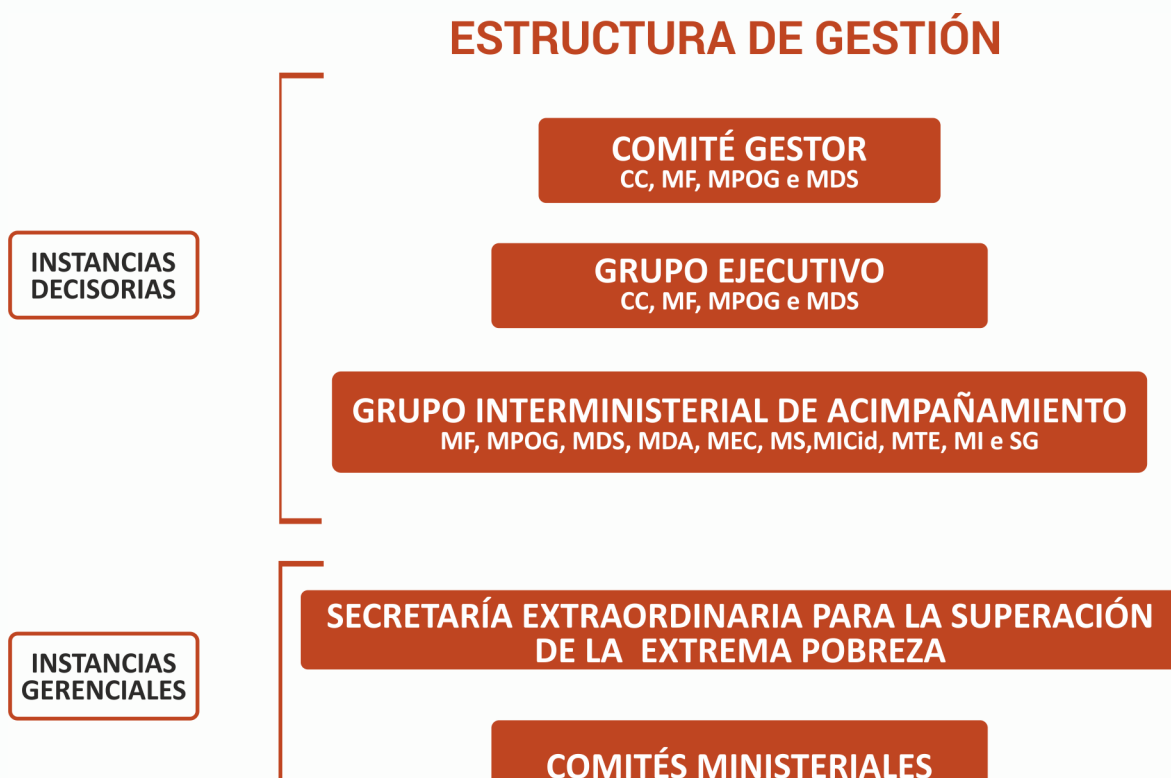 ESTRUCTURA DE GESTIÓN
COMITÉ GESTOR
CC, MF, MPOG e MDS
INSTANCIAS
DECISORIAS
GRUPO EJECUTIVO
CC, MF, MPOG e MDS
GRUPO INTERMINISTERIAL DE ACIMPAÑAMIENTO
MF, MPOG, MDS, MDA, MEC, MS,MICid, MTE, MI e SG
SECRETARÍA EXTRAORDINARIA PARA LA SUPERACIÓN
DE LA EXTREMA POBREZA
INSTANCIAS
GERENCIALES
COMITÉS MINISTERIALES